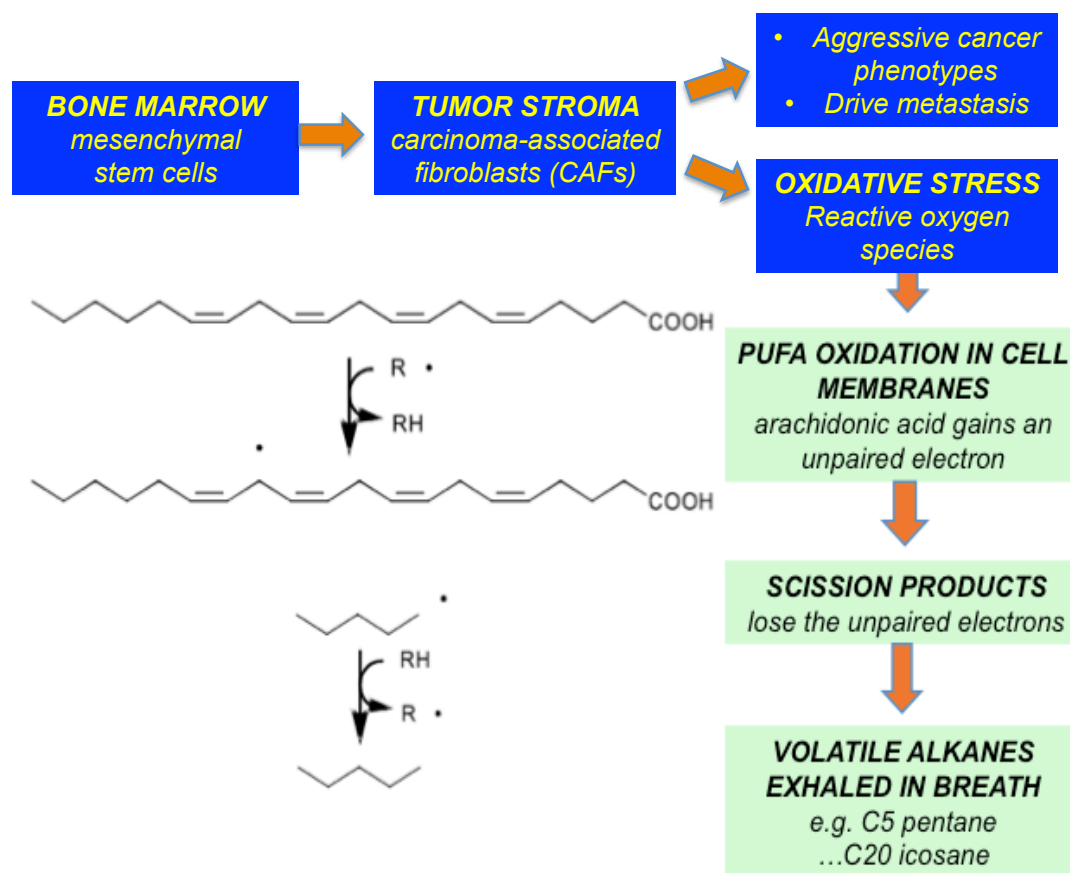 BONE MARROW
mesenchymal
stem cells
TUMOR STROMA
carcinoma-associated
fibroblasts (CAFs)
• Aggressive cancer
phenotypes
• Drive metastasis
OXIDATIVE STRESS
Reactive oxygen
species
COOH
R •
RH
•
COOH
PUFA OXIDATION IN CELL
MEMBRANES
arachidonic acid gains an
unpaired electron
•
RH
R •
SCISSION PRODUCTS
lose the unpaired electrons
VOLATILE ALKANES
EXHALED IN BREATH
e.g. C5 pentane
...C20 icosane